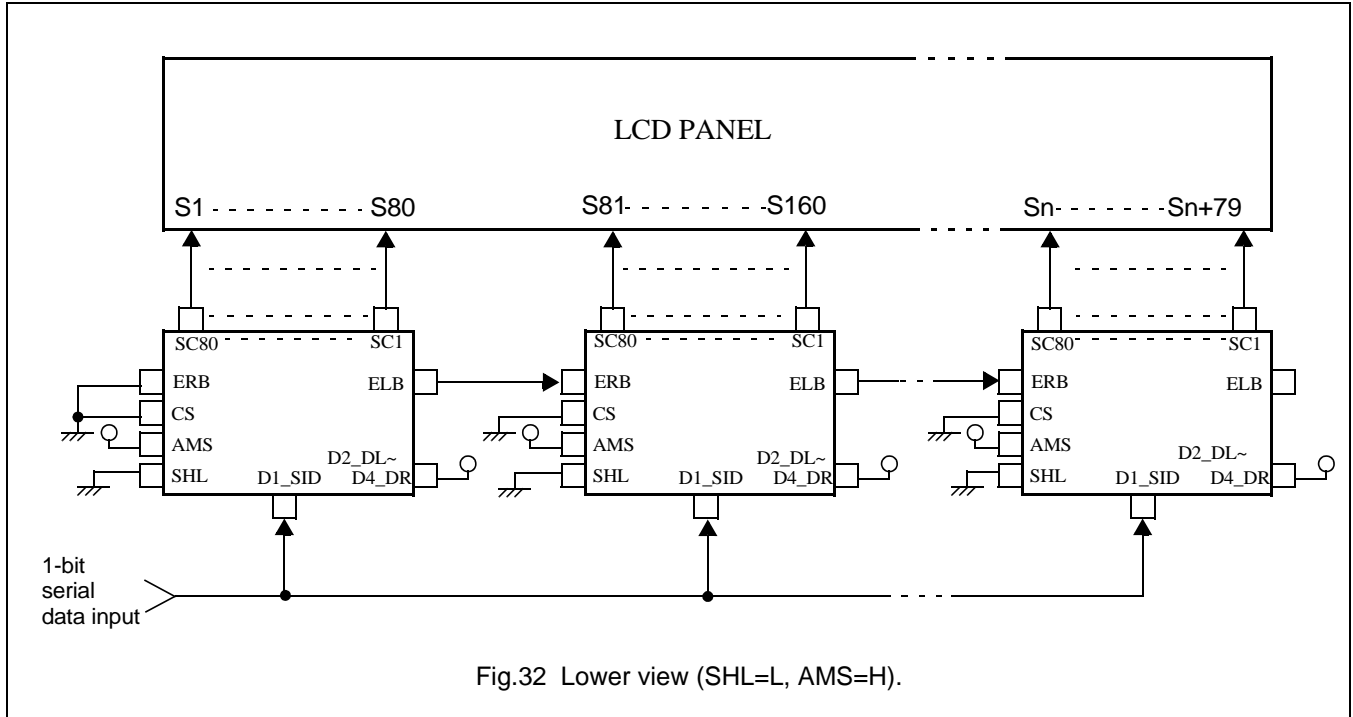 LCD PANEL
S1 - - - - - - - - - S80
S81 - - - - - - - - S160
Sn - - - - - - - Sn+79
SC80 - - - - - - - - - - SC1
SC80 - - - - - - - - - - SC1
SC80 - - - - - - - - - - SC1
ERB
ELB
CS
AMS
SHL
D2_DL~
D1_SID
D4_DR
ERB
ELB
CS
AMS
SHL
D2_DL~
D1_SID
D4_DR
ERB
ELB
CS
AMS
SHL
D2_DL~
D1_SID
D4_DR
1-bit
serial
data input
Fig.32 Lower view (SHL=L, AMS=H).